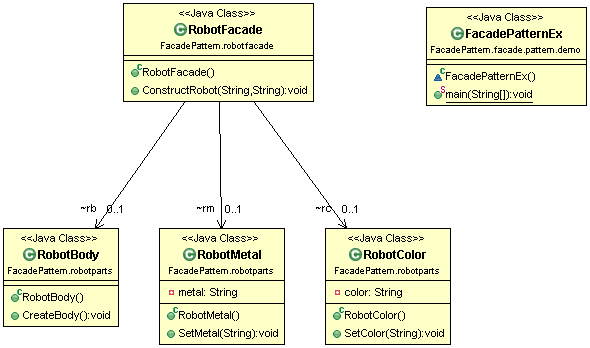 <<Java Class>>
RobotFacade
FacadePattern.robotfacade
RobotFacade()
ConstructRobot(String,String):void
<<Java Class>>
FacadePatternEx
FacadePattern.facade.pattern.demo
FacadePatternEx()
main(String[]):void
~rb 0..1
~rm 0..1
~rc 0..1
<<Java Class>>
RobotBody
FacadePattern.robotparts
RobotBody()
CreateBody():void
<<Java Class>>
RobotMetal
FacadePattern.robotparts
metal: String
RobotMetal()
SetMetal(String):void
<<Java Class>>
RobotColor
FacadePattern.robotparts
color: String
RobotColor()
SetColor(String):void